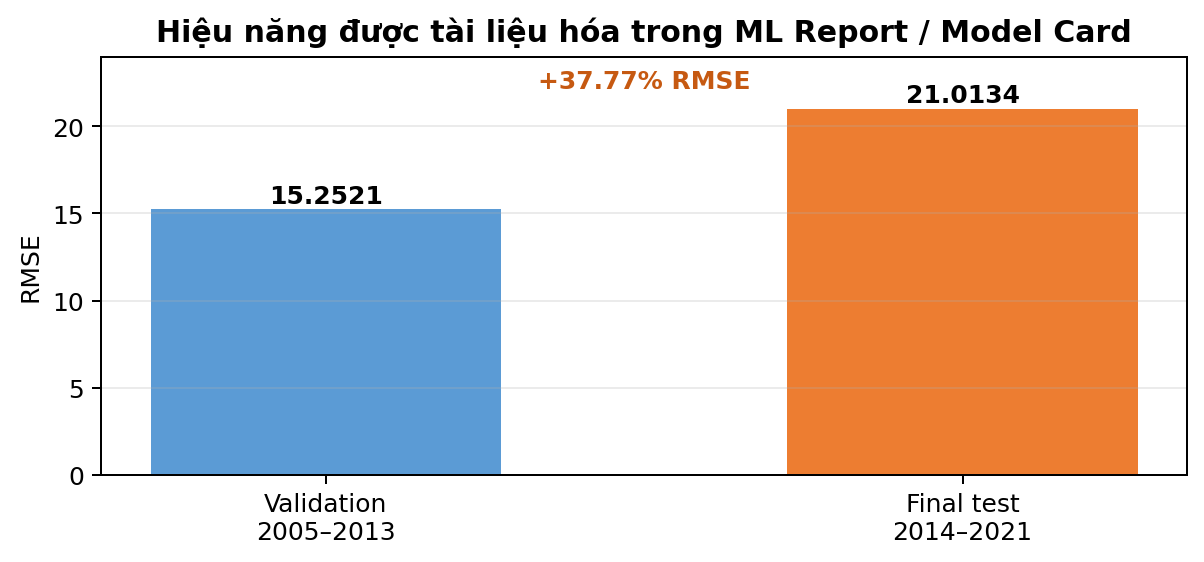 Hiệu năng được tài liệu hóa trong ML Report / Model Card
+37.77% RMSE
21.0134
15.2521
RMSE
20
15
10
5
0
Validation
2005–2013
Final test
2014–2021